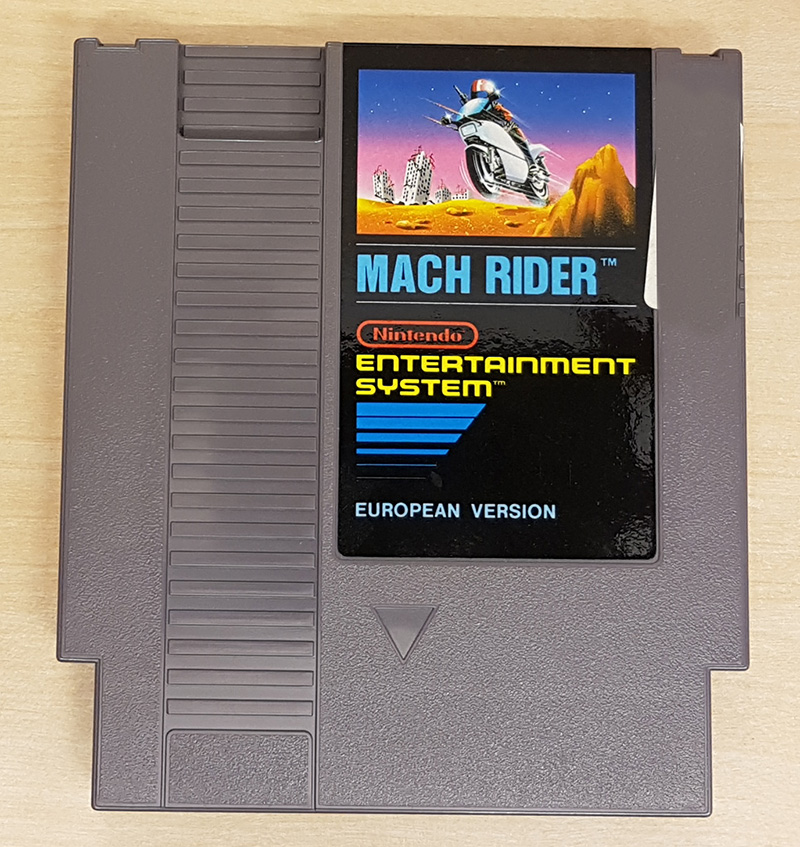 MACH RIDER™
Nintendo
ENTERTAINMENT
SYSTEM™
EUROPEAN VERSION